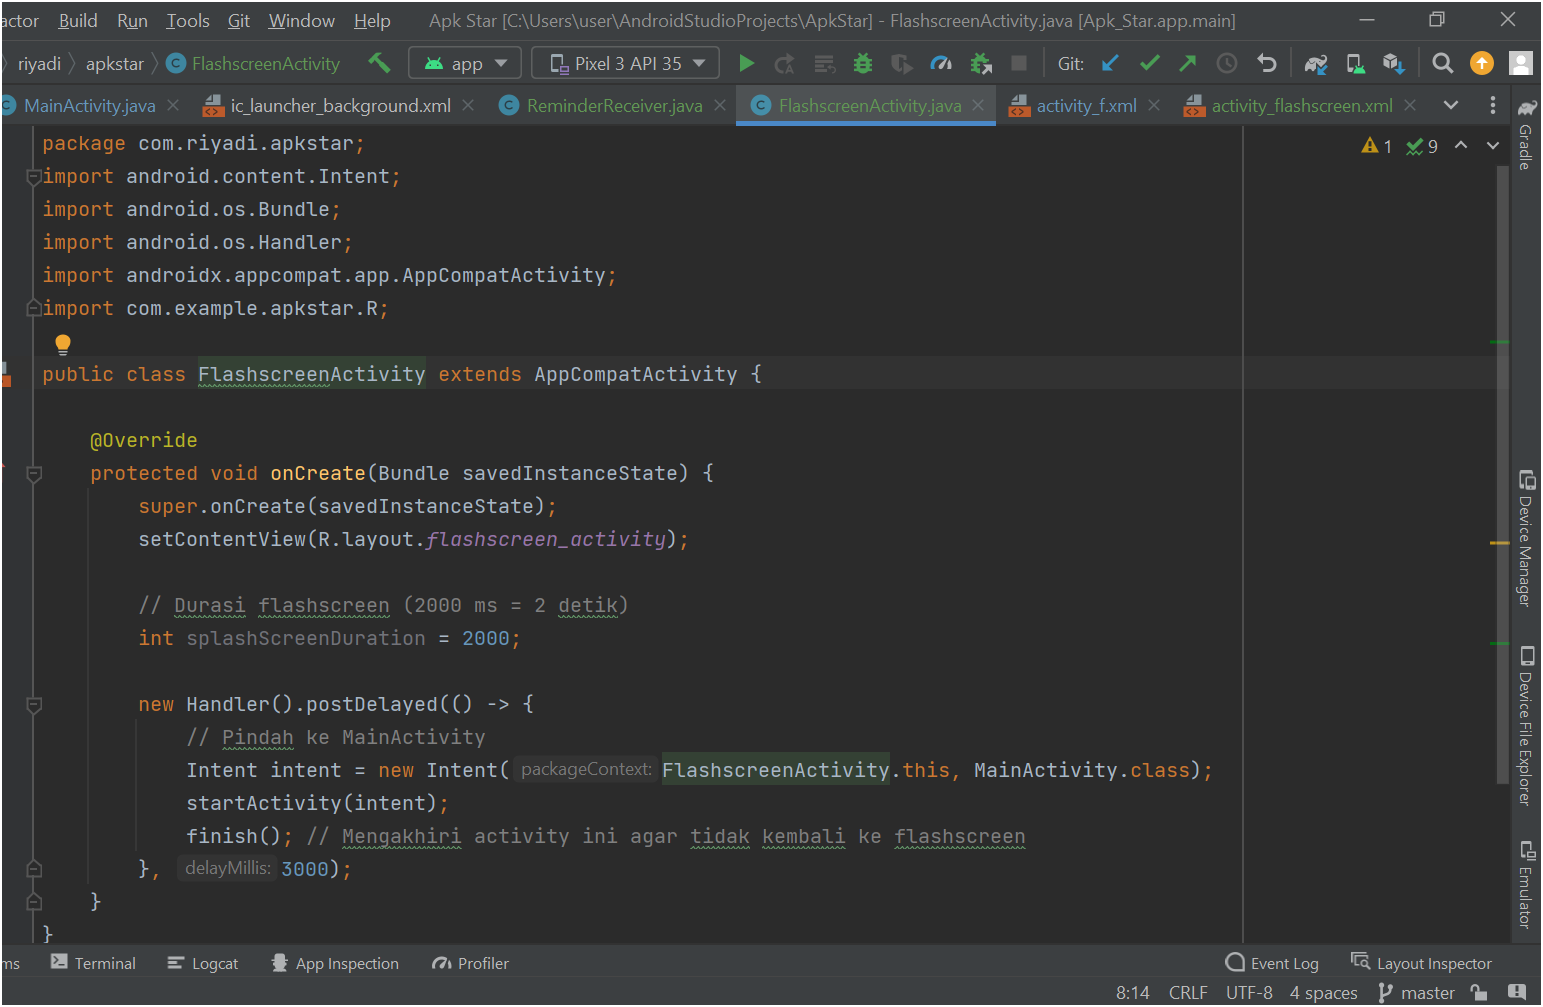 actor Build Run Tools Git Window Help Apk Star [C:\Users\user\AndroidStudioProjects\ApkStar] - FlashscreenActivity.java [Apk_Star.app.main]
riyadi apkstar FlashscreenActivity app Pixel 3 API 35 Git:
MainActivity.java ic_launcher_background.xml ReminderReceiver.java FlashscreenActivity.java activity_f.xml activity_flashscreen.xml
1 9
package com.riyadi.apkstar;
import android.content.Intent;
import android.os.Bundle;
import android.os.Handler;
import androidx.appcompat.app.AppCompatActivity;
import com.example.apkstar.R;
public class FlashscreenActivity extends AppCompatActivity {
@Override
protected void onCreate(Bundle savedInstanceState) {
super.onCreate(savedInstanceState);
setContentView(R.layout.flashscreen_activity);
// Durasi flashscreen (2000 ms = 2 detik)
int splashScreenDuration = 2000;
new Handler().postDelayed(() -> {
// Pindah ke MainActivity
Intent intent = new Intent( packageContext: FlashscreenActivity.this, MainActivity.class);
startActivity(intent);
finish(); // Mengakhiri activity ini agar tidak kembali ke flashscreen
}, delayMillis: 3000);
}
}
Gradle
Device Manager
Device File Explorer
Emulator
ms Terminal Logcat App Inspection Profiler Event Log Layout Inspector
8:14 CRLF UTF-8 4 spaces master